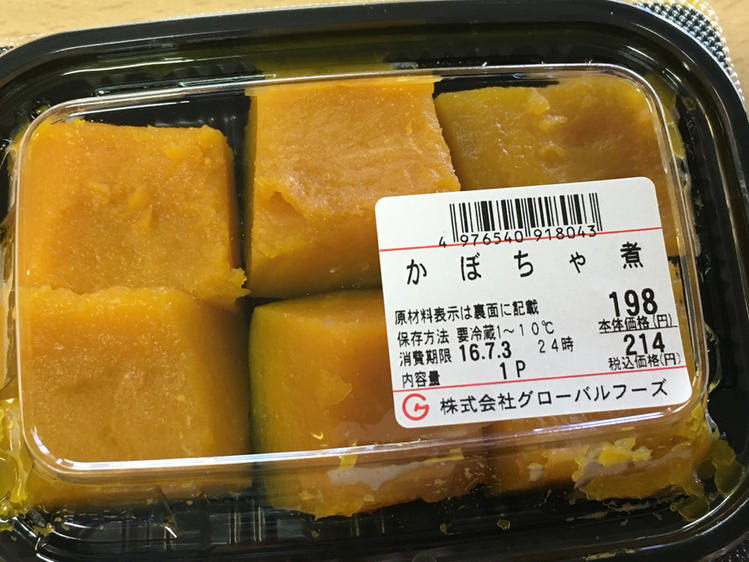 4 976540 918043
かぼちゃ煮
原材料表示は裏面に記載
保存方法 要冷蔵1~10℃
消費期限 16.7.3 24時
内容量 1P
198
本体価格(円)
214
税込価格(円)
株式会社グローバルフーズ